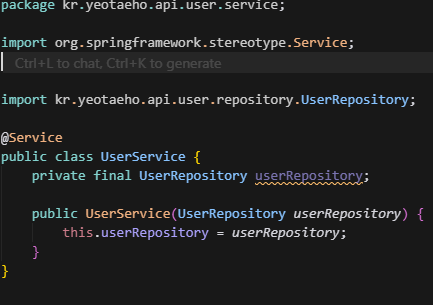 package kr.yeotaeho.api.user.service;
import org.springframework.stereotype.Service;
Ctrl+L to chat, Ctrl+K to generate
import kr.yeotaeho.api.user.repository.UserRepository;
@Service
public class UserService {
    private final UserRepository userRepository;
    public UserService(UserRepository userRepository) {
        this.userRepository = userRepository;
    }
}